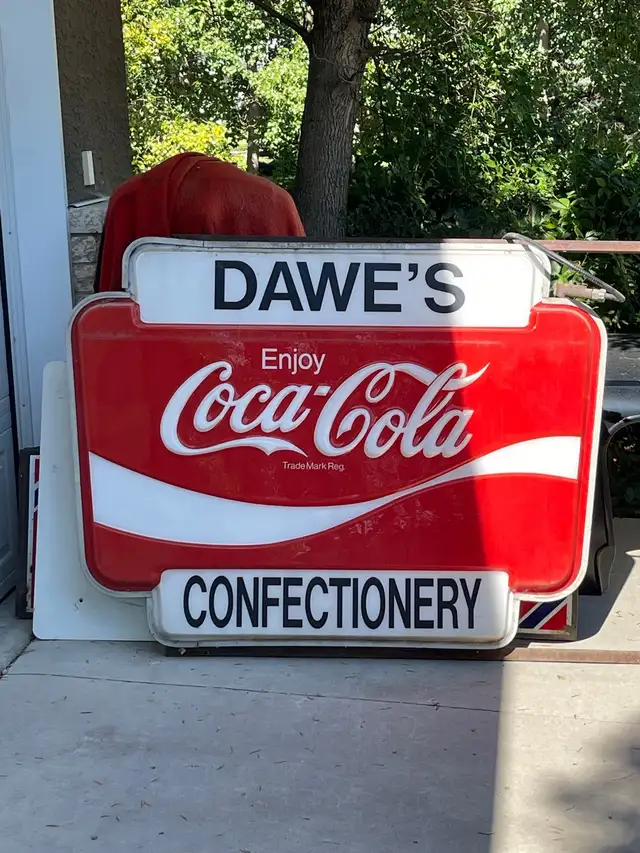 DAWE'S
Enjoy
Coca-Cola
Trade Mark Reg.
CONFECTIONERY